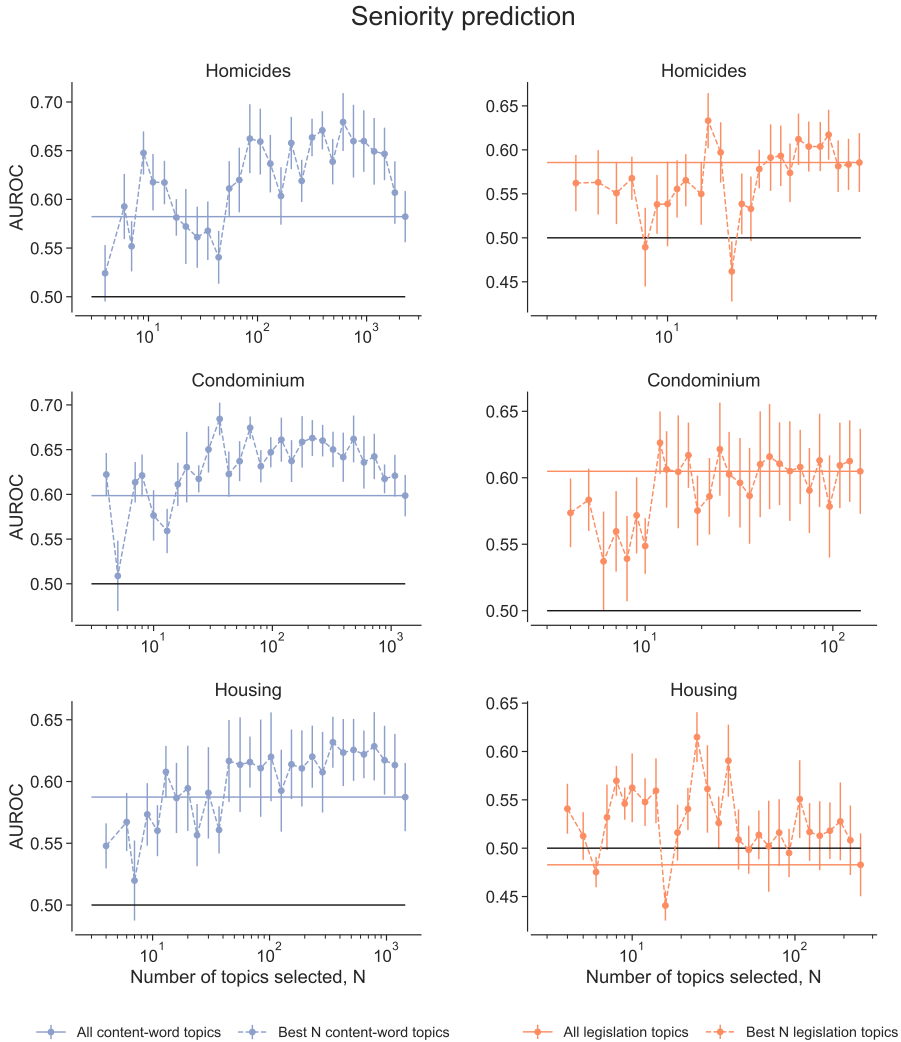 Seniority prediction
Homicides
Homicides
AUROC
0.70
0.65
0.60
0.55
0.50
10^1
10^2
10^3
0.65
0.60
0.55
0.50
0.45
10^1
Condominium
Condominium
AUROC
0.70
0.65
0.60
0.55
0.50
10^1
10^2
10^3
0.65
0.60
0.55
0.50
10^1
10^2
Housing
Housing
AUROC
0.65
0.60
0.55
0.50
10^1
10^2
10^3
Number of topics selected, N
0.65
0.60
0.55
0.50
0.45
10^1
10^2
Number of topics selected, N
All content-word topics
Best N content-word topics
All legislation topics
Best N legislation topics